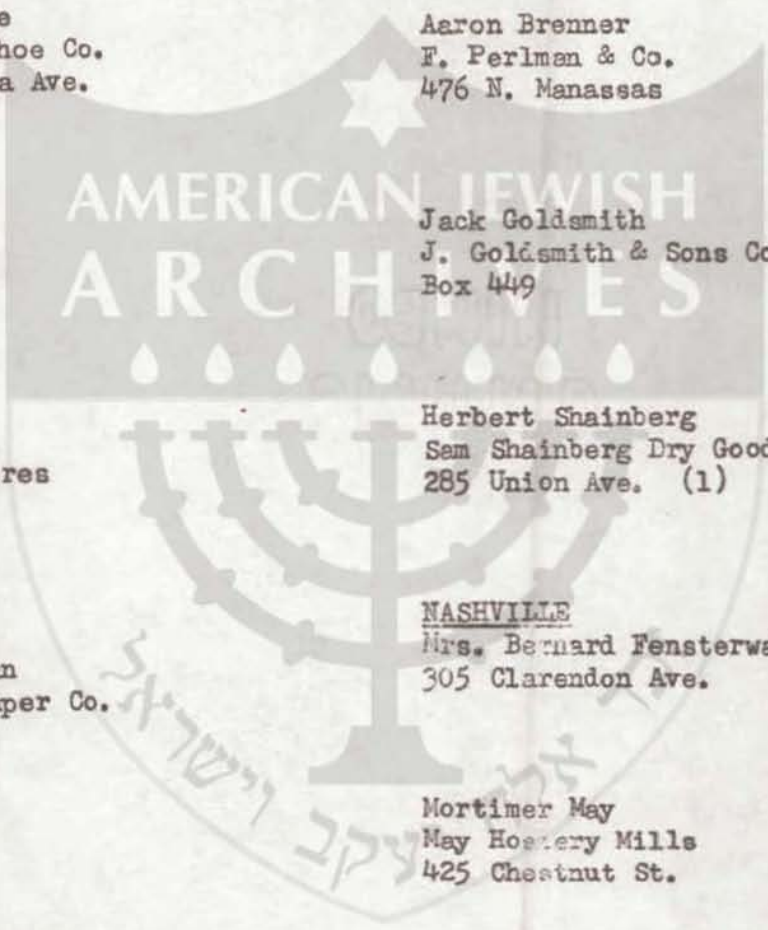 e
hoe Co.
a Ave.
res
n
per Co.
Aaron Brenner
F. Perlman & Co.
476 N. Manassas
Jack Goldsmith
J. Goldsmith & Sons Co
Box 449
Herbert Shainberg
Sam Shainberg Dry Good
285 Union Ave. (1)
NASHVILLE
Mrs. Bernard Fensterwa
305 Clarendon Ave.
Mortimer May
May Hosiery Mills
425 Chestnut St.
AMERICAN JEWISH
ARCHIVES
יעקב וישראל